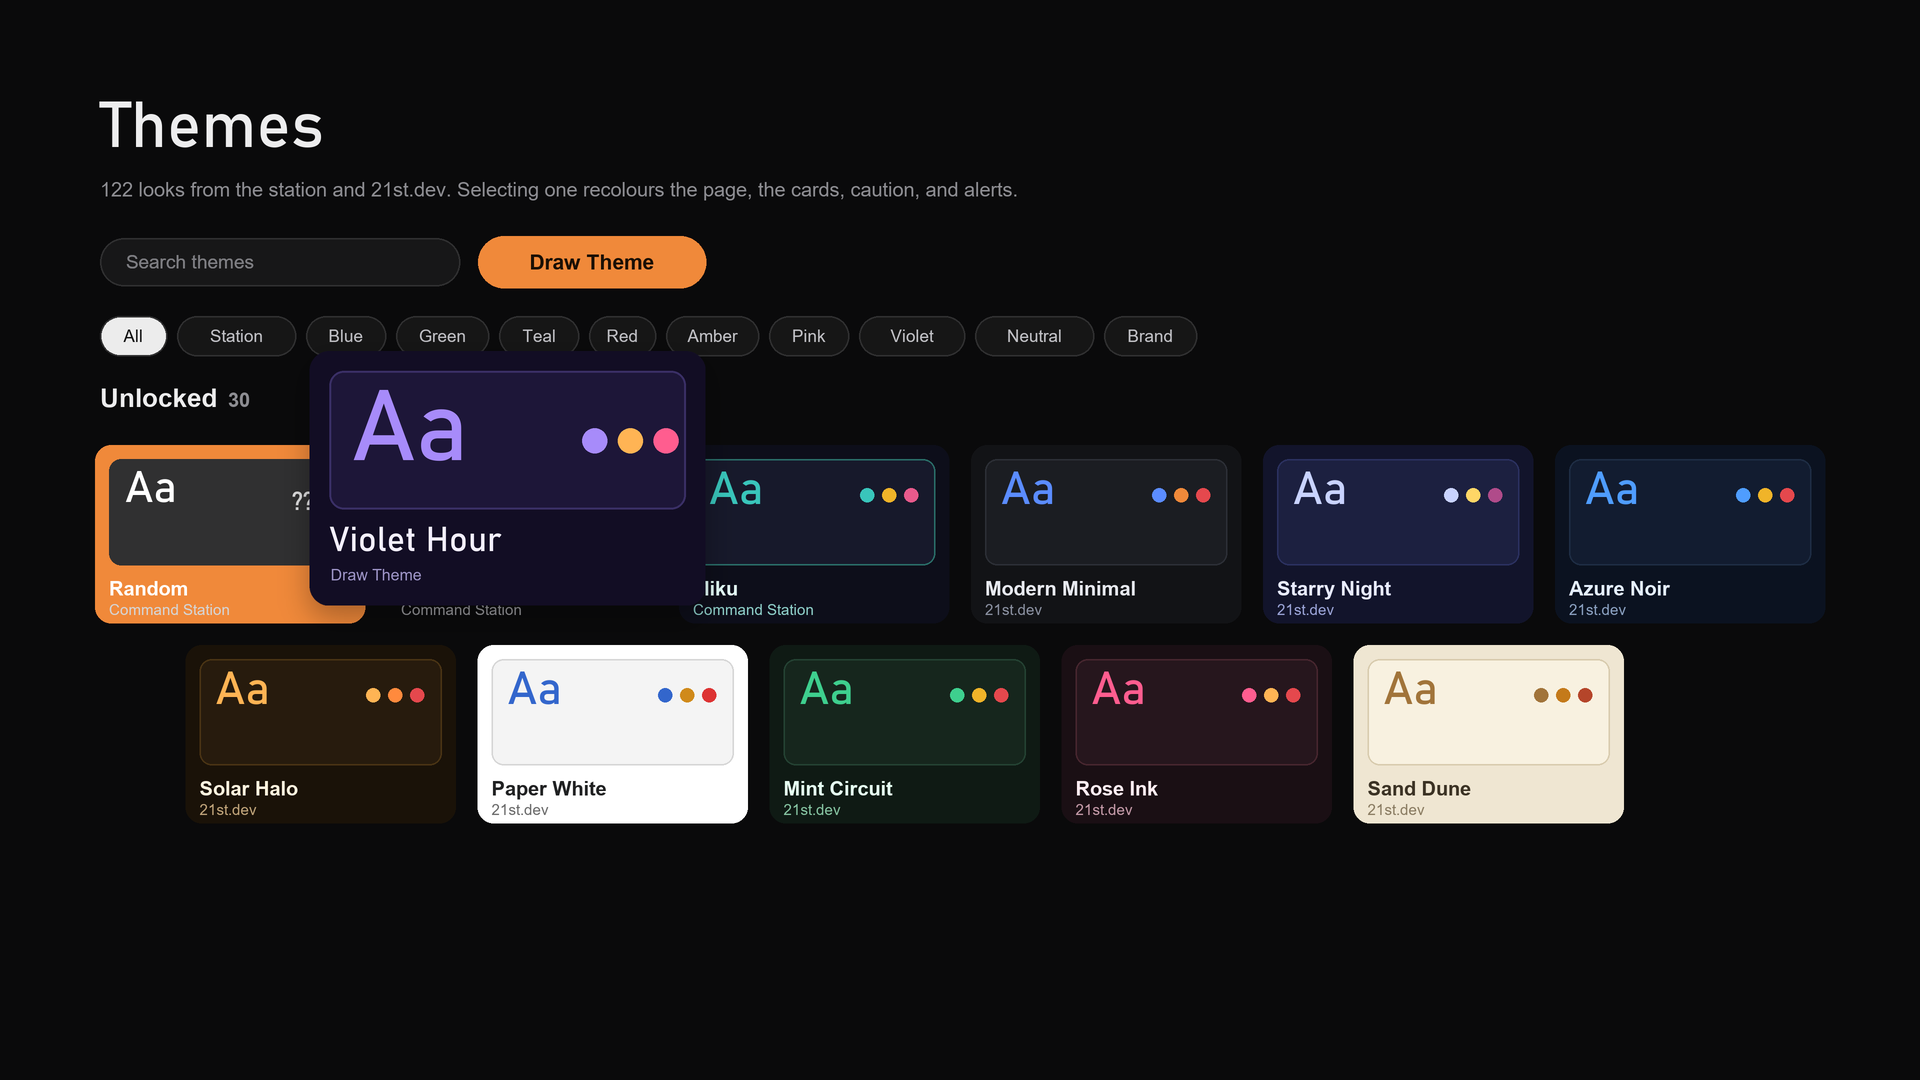 Themes
122 looks from the station and 21st.dev. Selecting one recolours the page, the cards, caution, and alerts.
Search themes
Draw Theme
All Station Blue Green Teal Red Amber Pink Violet Neutral Brand
Unlocked 30
Aa ??
Random
Command Station
Aa
Violet Hour
Draw Theme
Command Station
Aa
Command Station
Aa
Modern Minimal
21st.dev
Aa
Starry Night
21st.dev
Aa
Azure Noir
21st.dev
Aa
Solar Halo
21st.dev
Aa
Paper White
21st.dev
Aa
Mint Circuit
21st.dev
Aa
Rose Ink
21st.dev
Aa
Sand Dune
21st.dev